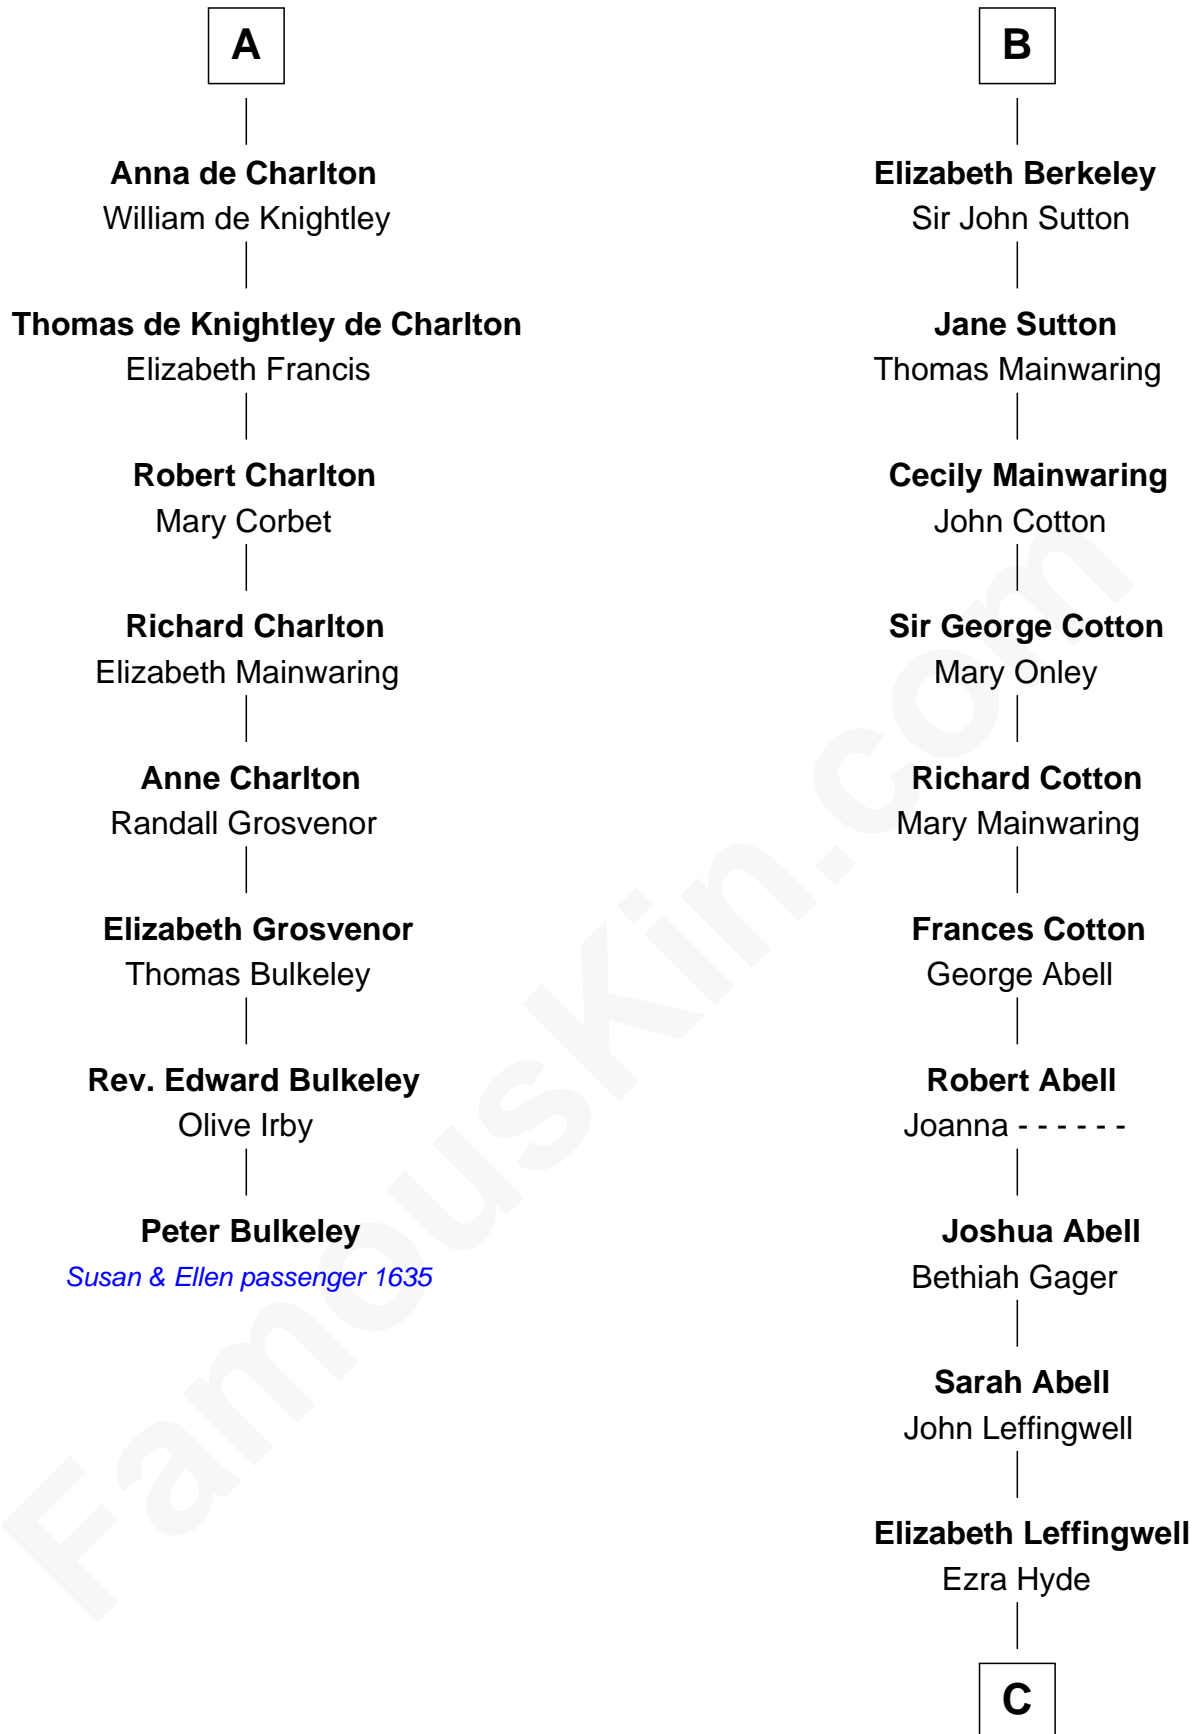 A
Anna de Charlton
William de Knightley
Thomas de Knightley de Charlton
Elizabeth Francis
Robert Charlton
Mary Corbet
Richard Charlton
Elizabeth Mainwaring
Anne Charlton
Randall Grosvenor
Elizabeth Grosvenor
Thomas Bulkeley
Rev. Edward Bulkeley
Olive Irby
Peter Bulkeley
Susan & Ellen passenger 1635
B
Elizabeth Berkeley
Sir John Sutton
Jane Sutton
Thomas Mainwaring
Cecily Mainwaring
John Cotton
Sir George Cotton
Mary Onley
Richard Cotton
Mary Mainwaring
Frances Cotton
George Abell
Robert Abell
Joanna - - - - - -
Joshua Abell
Bethiah Gager
Sarah Abell
John Leffingwell
Elizabeth Leffingwell
Ezra Hyde
C
FamousKin.com